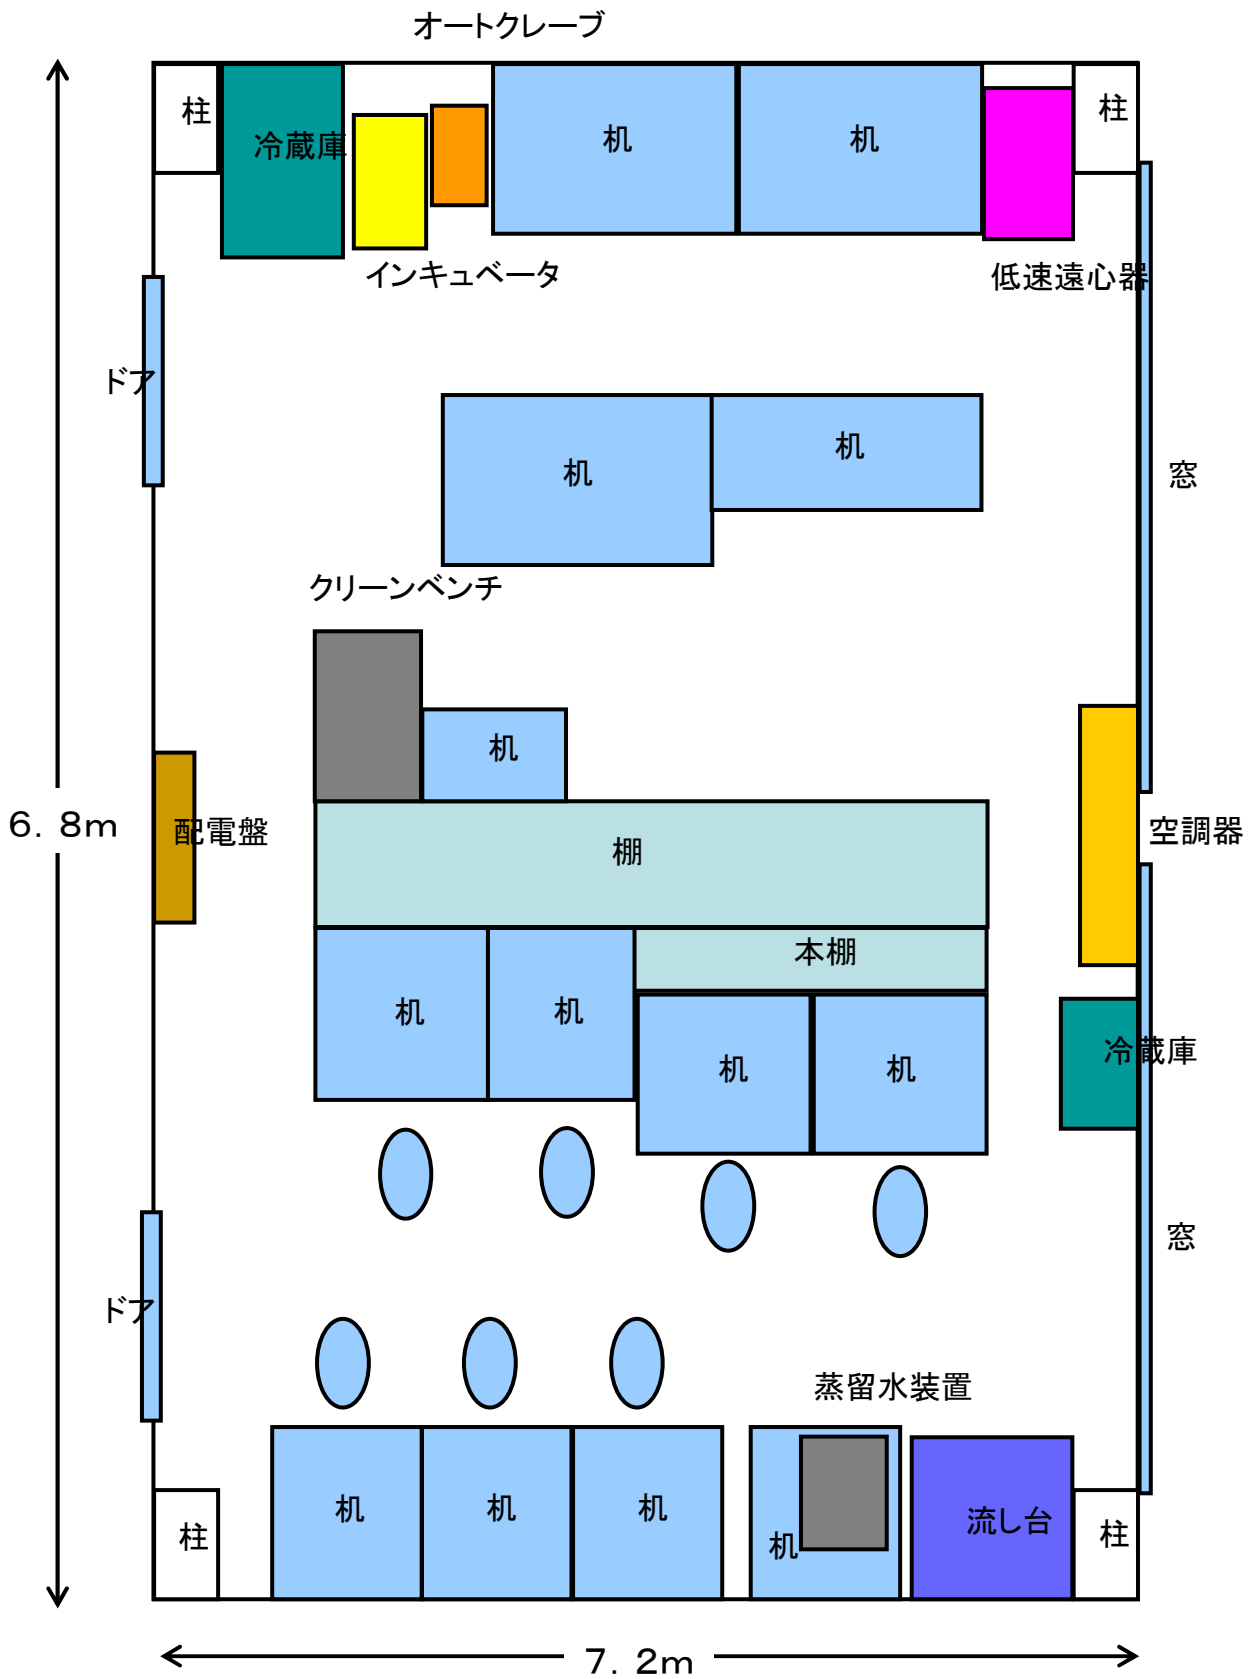 オートクレーブ
柱
冷蔵庫
机
机
柱
インキュベータ
低速遠心器
ドア
机
机
窓
クリーンベンチ
机
6．8m
配電盤
棚
空調器
本棚
机
机
机
机
冷蔵庫
窓
ドア
蒸留水装置
机
机
机
机
流し台
柱
柱
7．2m